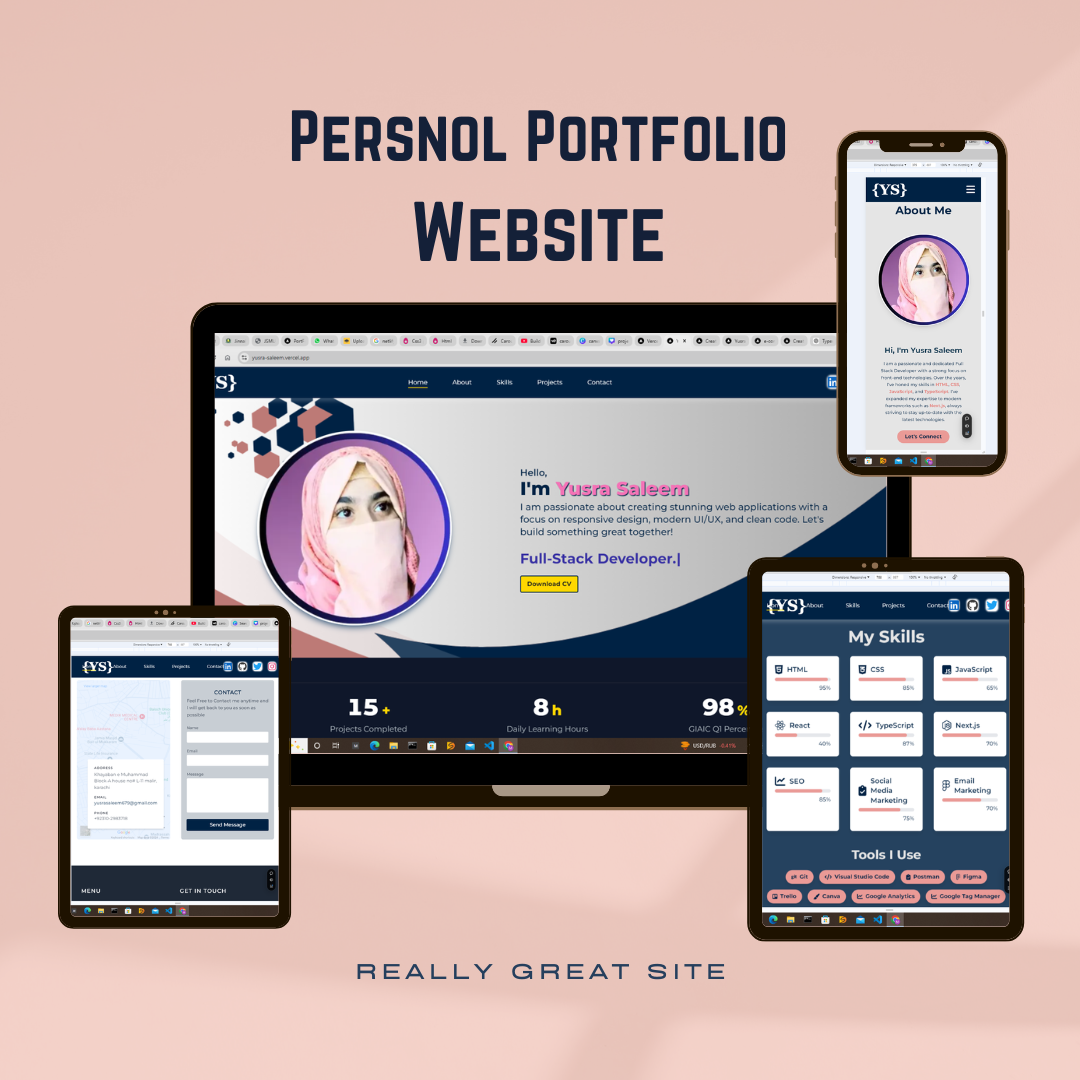 Persnol Portfolio
Website
yusra-saleem.vercel.app
S}
Home About Skills Projects Contact
Hello,
I'm Yusra Saleem
I am passionate about creating stunning web applications with a
focus on responsive design, modern UI/UX, and clean code. Let's
build something great together!
Full-Stack Developer.|
Download CV
15 +
Projects Completed
8 h
Daily Learning Hours
98 %
GIAIC Q1 Perce
USD/RUB -0.41%
{YS}
About Me
Hi, I'm Yusra Saleem
I am a passionate and dedicated Full
Stack Developer with a strong focus on
front-end technologies. Over the years,
I've honed my skills in HTML, CSS,
JavaScript, and TypeScript. I've
expanded my expertise to modern
frameworks such as Next.js, always
striving to stay up-to-date with the
latest technologies.
Let's Connect
{YS} About Skills Projects Contact
CONTACT
Feel Free to Contact me anytime and
I will get back to you as soon as
possible
Name
Email
Message
Send Message
ADDRESS
EMAIL
PHONE
MENU
GET IN TOUCH
{YS} About Skills Projects Contact
My Skills
HTML
95%
CSS
85%
JavaScript
65%
React
40%
TypeScript
87%
Next.js
70%
SEO
85%
Social
Media
Marketing
75%
Email
Marketing
70%
Tools I Use
Git
Visual Studio Code
Postman
Figma
Trello
Canva
Google Analytics
Google Tag Manager
REALLY GREAT SITE